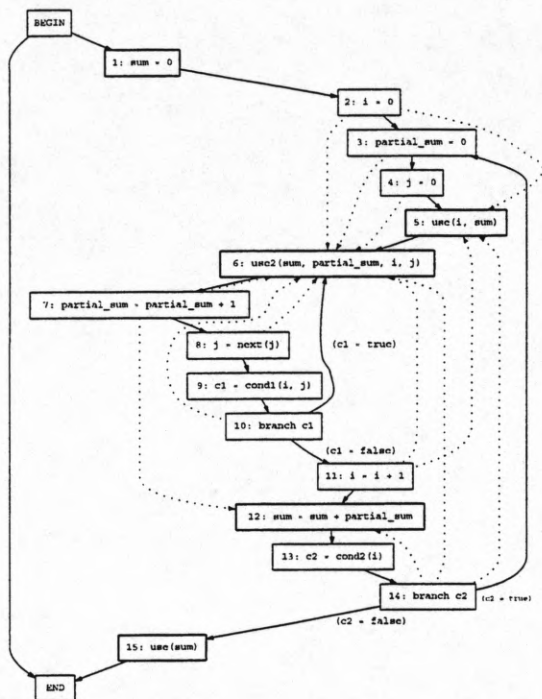 BEGIN
1: sum = 0
2: i = 0
3: partial_sum = 0
4: j = 0
5: use(i, sum)
6: use2(sum, partial_sum, i, j)
7: partial_sum = partial_sum + 1
8: j = next(j)
(c1 = true)
9: c1 = cond1(i, j)
10: branch c1
(c1 = false)
11: i = i + 1
12: sum = sum + partial_sum
13: c2 = cond2(i)
14: branch c2
(c2 = true)
(c2 = false)
15: use(sum)
END